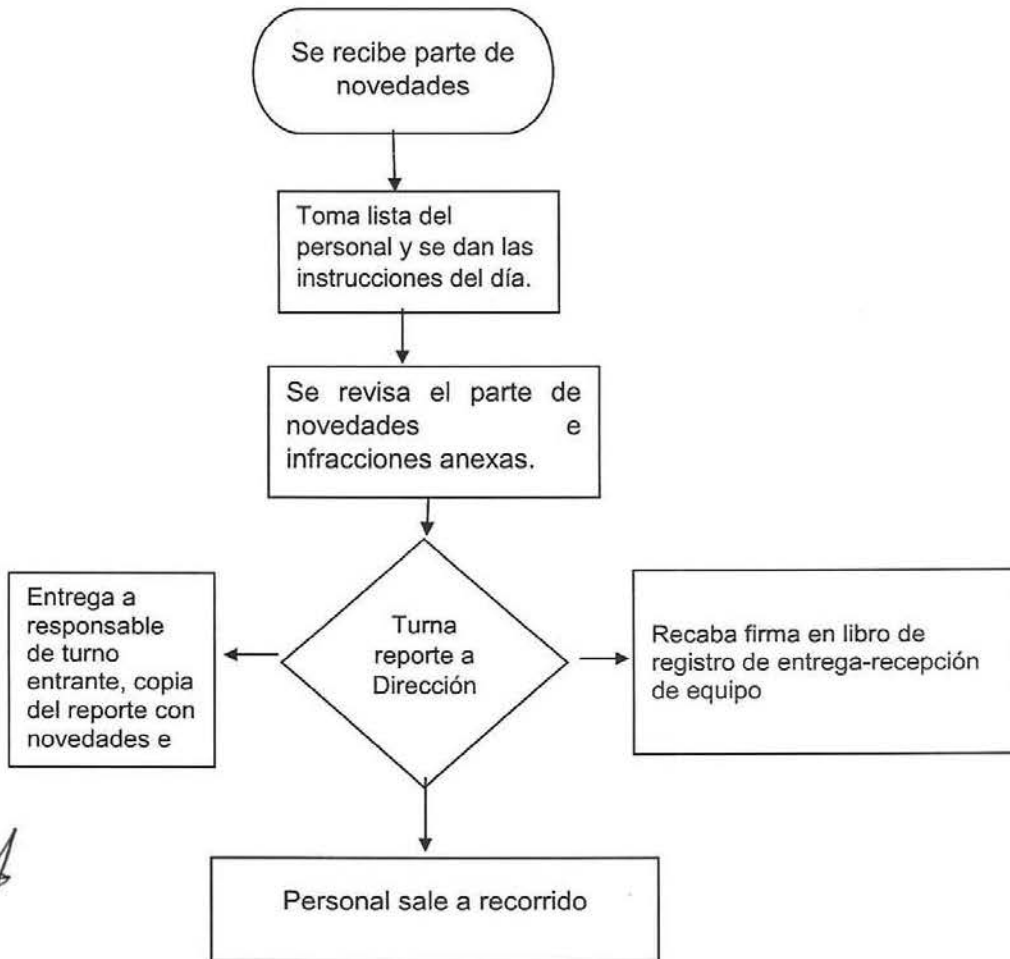 Se recibe parte de
novedades
Toma lista del
personal y se dan las
instrucciones del día.
Se revisa el parte de
novedades e
infracciones anexas.
Entrega a
responsable
de turno
entrante, copia
del reporte con
novedades e
Turna
reporte a
Dirección
Recaba firma en libro de
registro de entrega-recepción
de equipo
Personal sale a recorrido